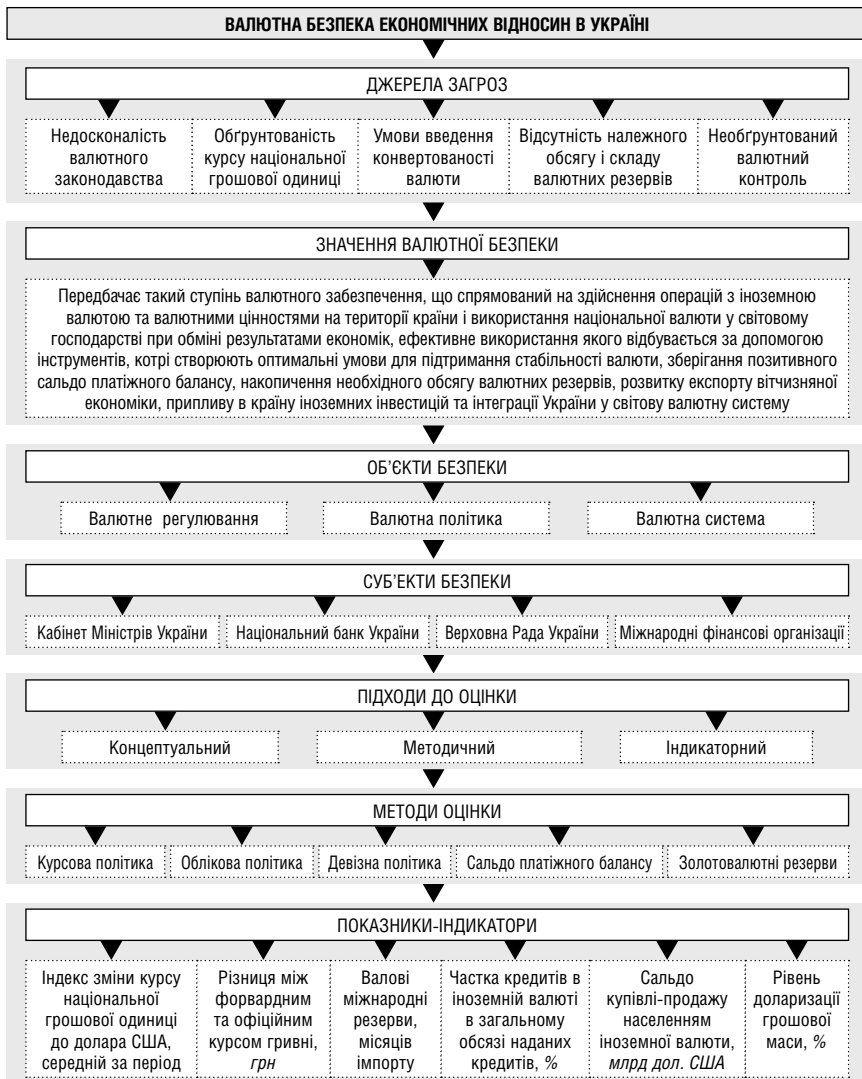 ВАЛЮТНА БЕЗПЕКА ЕКОНОМІЧНИХ ВІДНОСИН В УКРАЇНІ
ДЖЕРЕЛА ЗАГРОЗ
Недосконалість
валютного
законодавства
Обґрунтованість
курсу національної
грошової одиниці
Умови введення
конвертованості
валюти
Відсутність належного
обсягу і складу
валютних резервів
Необґрунтований
валютний
контроль
ЗНАЧЕННЯ ВАЛЮТНОЇ БЕЗПЕКИ
Передбачає такий ступінь валютного забезпечення, що спрямований на здійснення операцій з іноземною
валютою та валютними цінностями на території країни і використання національної валюти у світовому
господарстві при обміні результатами економік, ефективне використання якого відбувається за допомогою
інструментів, котрі створюють оптимальні умови для підтримання стабільності валюти, зберігання позитивного
сальдо платіжного балансу, накопичення необхідного обсягу валютних резервів, розвитку експорту вітчизняної
економіки, припливу в країну іноземних інвестицій та інтеграції України у світову валютну систему
ОБ’ЄКТИ БЕЗПЕКИ
Валютне регулювання
Валютна політика
Валютна система
СУБ’ЕКТИ БЕЗПЕКИ
Кабінет Міністрів України
Національний банк України
Верховна Рада України
Міжнародні фінансові організації
ПІДХОДИ ДО ОЦІНКИ
Концептуальний
Методичний
Індикаторний
МЕТОДИ ОЦІНКИ
Курсова політика
Облікова політика
Девізна політика
Сальдо платіжного балансу
Золотовалютні резерви
ПОКАЗНИКИ-ІНДИКАТОРИ
Індекс зміни курсу
національної
грошової одиниці
до долара США,
середній за період
Різниця між
форвардним
та офіційним
курсом гривні,
грн
Валові
міжнародні
резерви,
місяців
імпорту
Частка кредитів в
іноземній валюті
в загальному
обсязі наданих
кредитів, %
Сальдо
купівлі-продажу
населенням
іноземної валюти,
млрд дол. США
Рівень
доларизації
грошової
маси, %